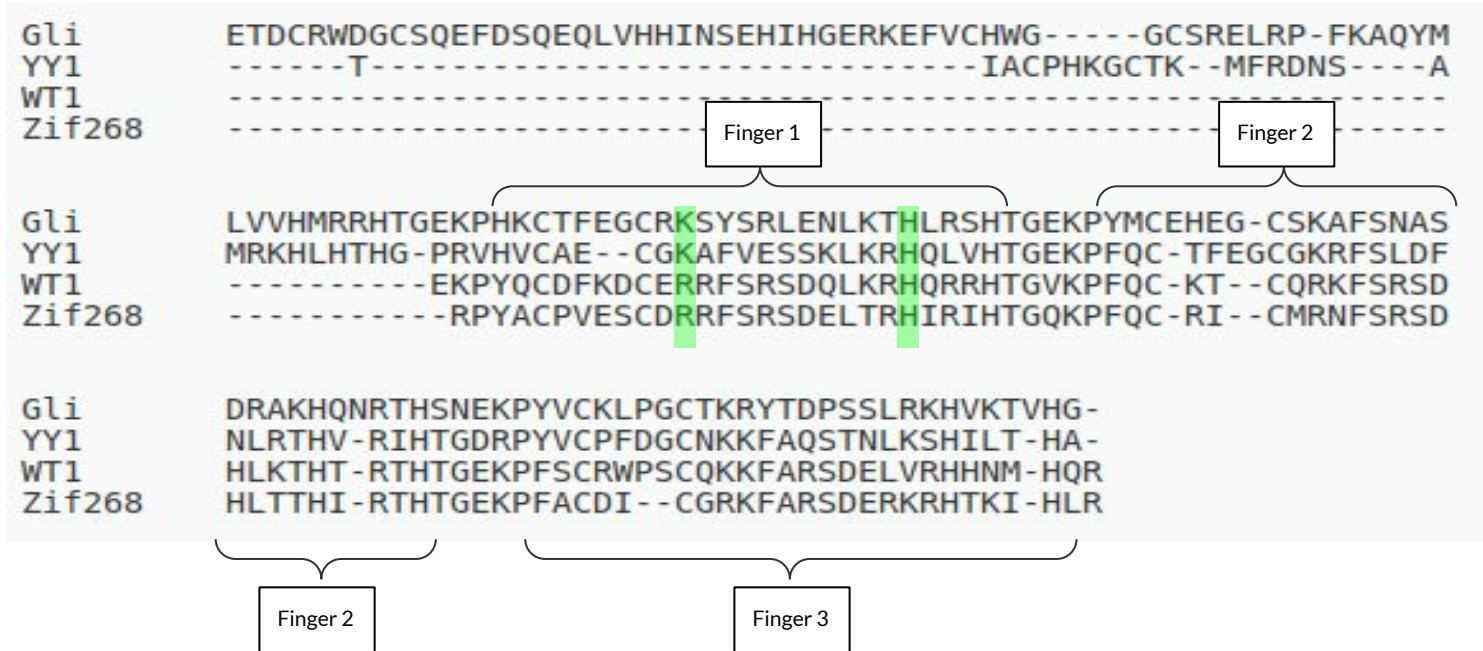 Gli ETDCRWDGCSQEFDSQEQLVHHINSEHIHGERKEFVCHWG-----GCSRELRP-FKAQYM
YY1 ------T------------------------------IACPHKGCTK--MFRDNS----A
WT1 ------------------------------------------------------------
Zif268 ------------------------------------------------------------
Finger 1
Finger 2
Gli LVVHMRRHTGEKPHKCTFEGCRKSYSRLENLKTHLRSHTGEKPYMCEHEG-CSKAFSNAS
YY1 MRKHLHTHG-PRVHVCAE--CGKAFVESSKLKRHQLVHTGEKPFQC-TFEGCGKRFSLDF
WT1 ----------EKPYQCDFKDCERRFSRSDQLKRHQRRHTGVKPFQC-KT--CQRKFSRSD
Zif268 -----------RPYACPVESCDRRFSRSDELTRHIRIHTGQKPFQC-RI--CMRNFSRSD
Gli DRAKHQNRTHSNEKPYVCKLPGCTKRYTDPSSLRKHVKTVHG-
YY1 NLRTHV-RIHTGDRPYVCPFDGCNKKFAQSTNLKSHILT-HA-
WT1 HLKTHT-RTHTGEKPFSCRWPSCQKKFARSDELVRHHNM-HQR
Zif268 HLTTHI-RTHTGEKPFACDI--CGRKFARSDERKRHTKI-HLR
Finger 2
Finger 3